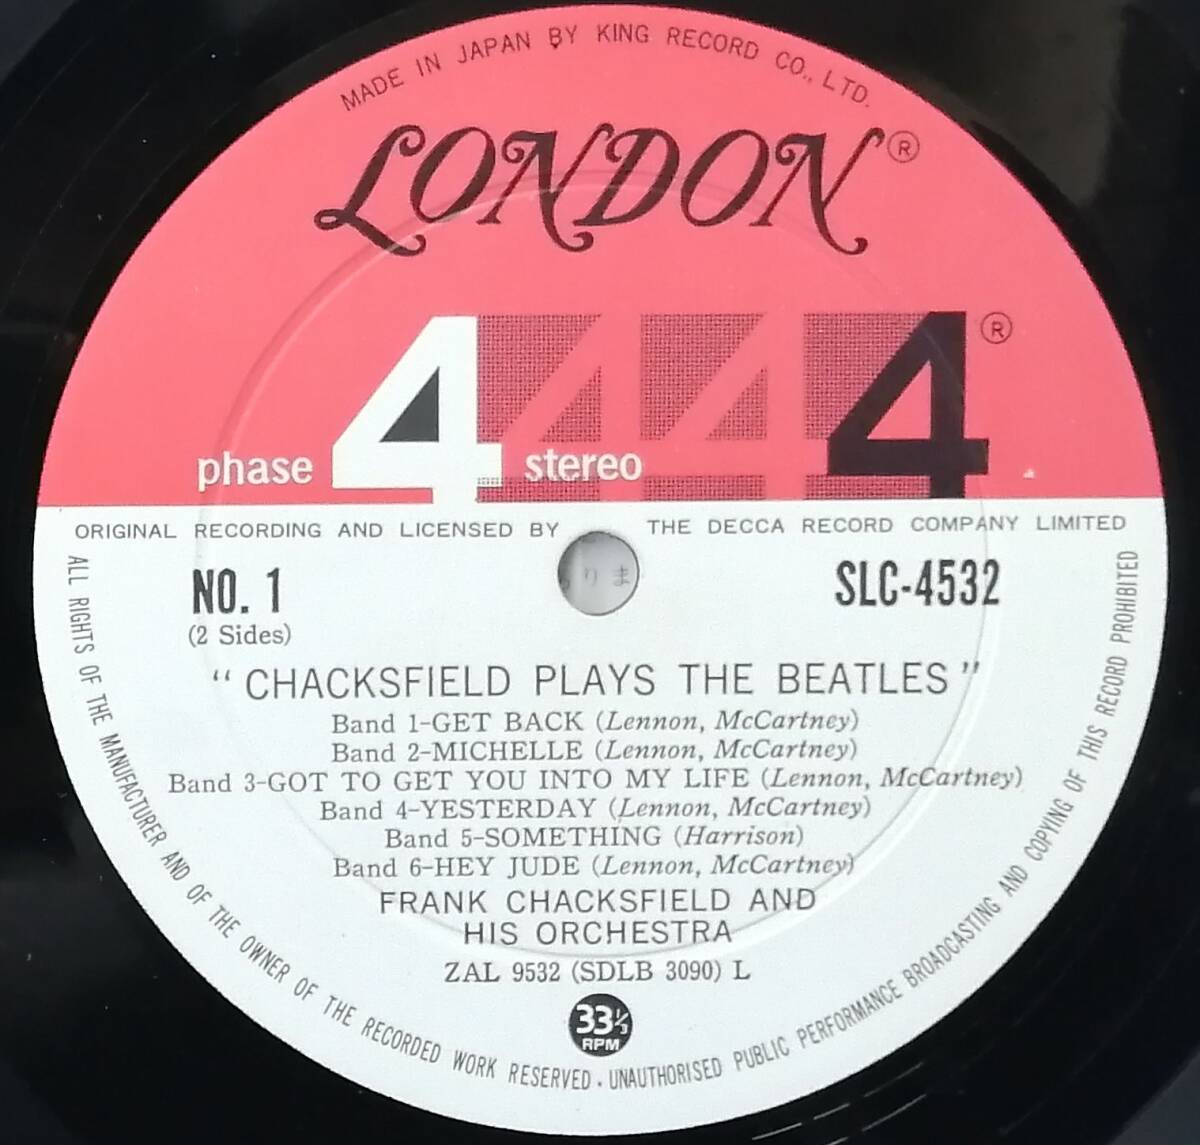 MADE IN JAPAN BY KING RECORD CO., LTD.
LONDON®
4 4 4 4 ®
phase stereo
ORIGINAL RECORDING AND LICENSED BY THE DECCA RECORD COMPANY LIMITED
りま
NO. 1
(2 Sides)
SLC-4532
"CHACKSFIELD PLAYS THE BEATLES"
Band 1-GET BACK (Lennon, McCartney)
Band 2-MICHELLE (Lennon, McCartney)
Band 3-GOT TO GET YOU INTO MY LIFE (Lennon, McCartney)
Band 4-YESTERDAY (Lennon, McCartney)
Band 5-SOMETHING (Harrison)
Band 6-HEY JUDE (Lennon, McCartney)
FRANK CHACKSFIELD AND
HIS ORCHESTRA
ZAL 9532 (SDLB 3090) L
33⅓
RPM
ALL RIGHTS OF THE MANUFACTURER AND OF THE OWNER OF THE RECORDED WORK RESERVED. UNAUTHORISED PUBLIC PERFORMANCE BROADCASTING AND COPYING OF THIS RECORD PROHIBITED